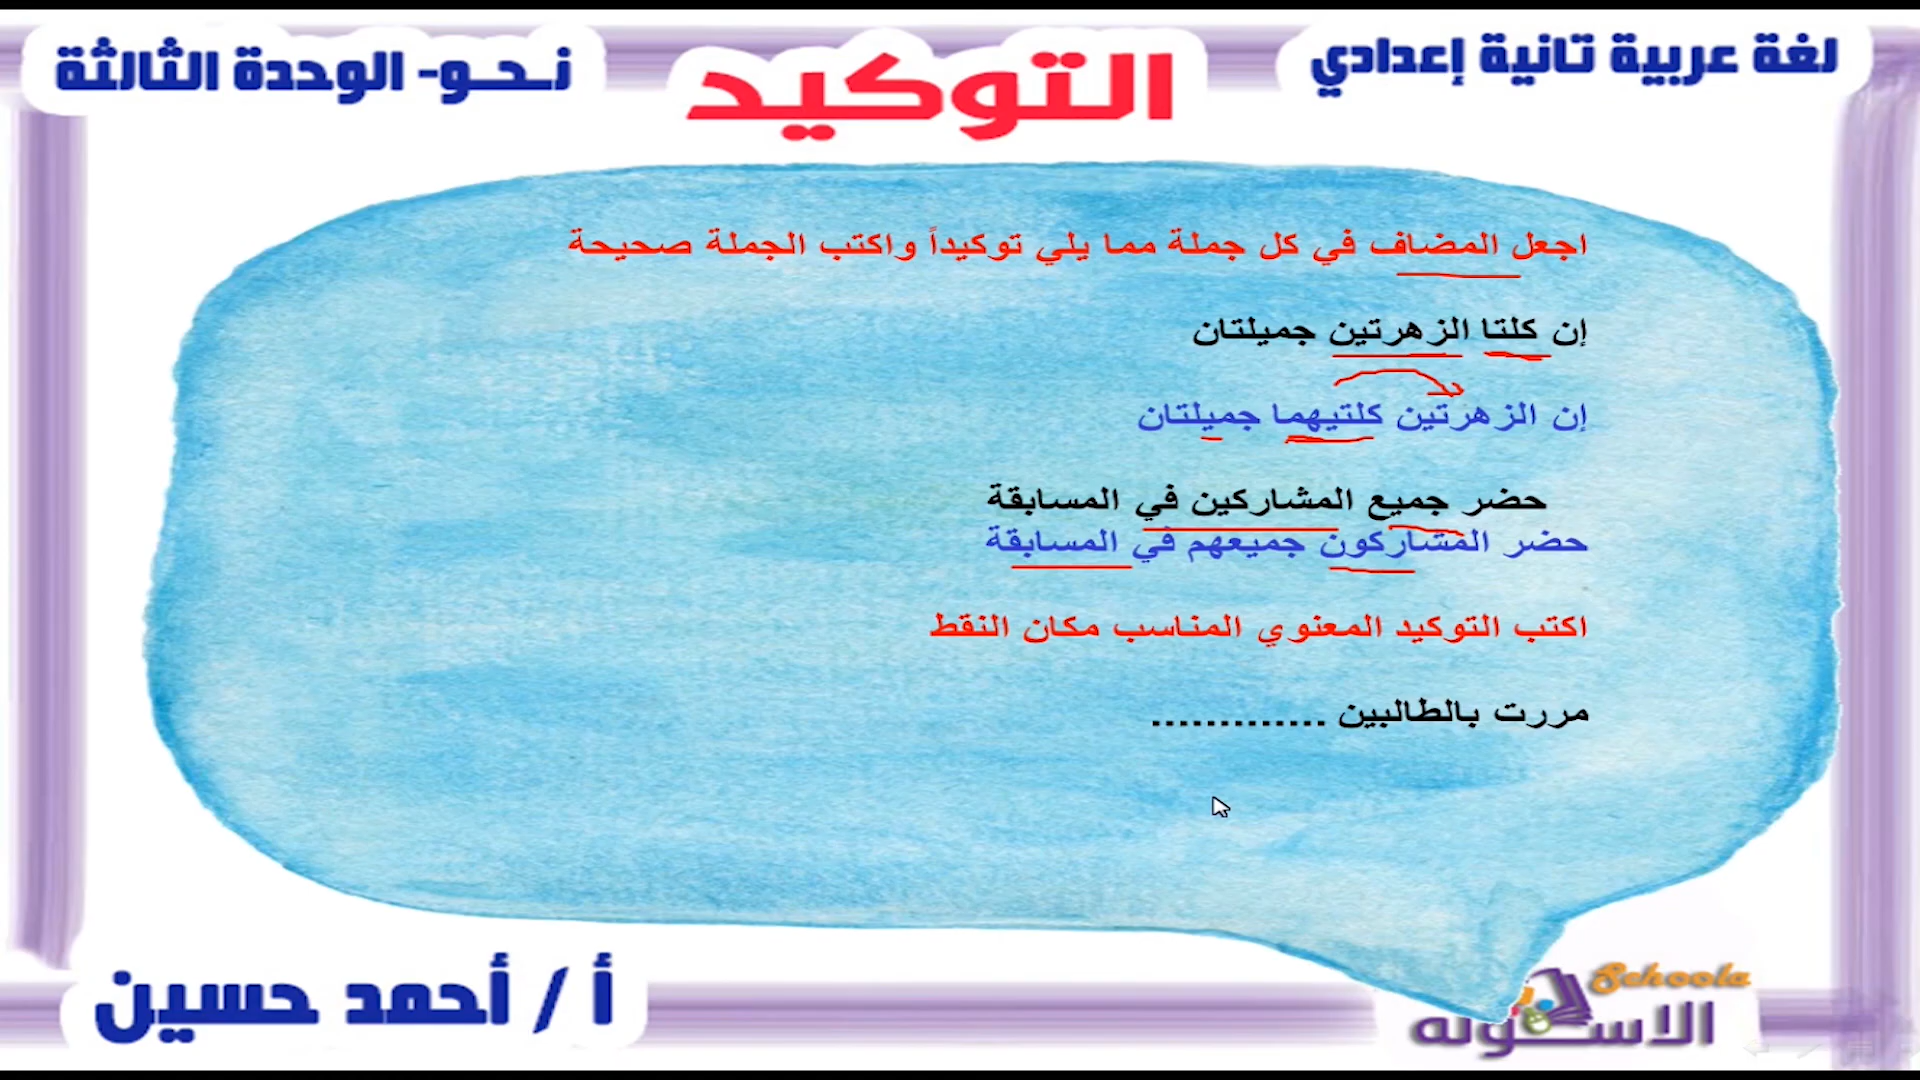 لغة عربية تانية إعدادي
التوكيد
نحو- الوحدة الثالثة
اجعل المضاف في كل جملة مما يلي توكيداً واكتب الجملة صحيحة
إن كلتا الزهرتين جميلتان
إن الزهرتين كلتيهما جميلتان
حضر جميع المشاركين في المسابقة
حضر المشاركون جميعهم في المسابقة
اكتب التوكيد المعنوي المناسب مكان النقط
مررت بالطالبين .............
أ / أحمد حسين
Schoola
الاسكوله